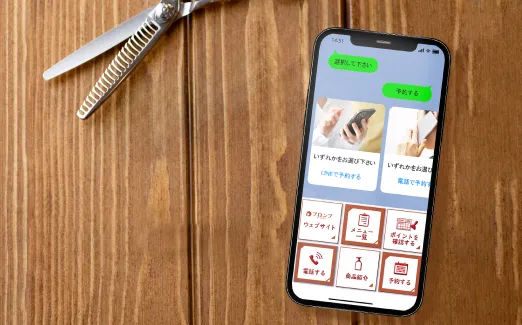 14:51
選択して下さい
予約する
いずれかをお選び下さい
LINEで予約する
いずれかをお選び下
電話で予約
プロップ
ウェブサイト
メニュー
一覧
ポイントを
確認する
電話する
商品紹介
予約する